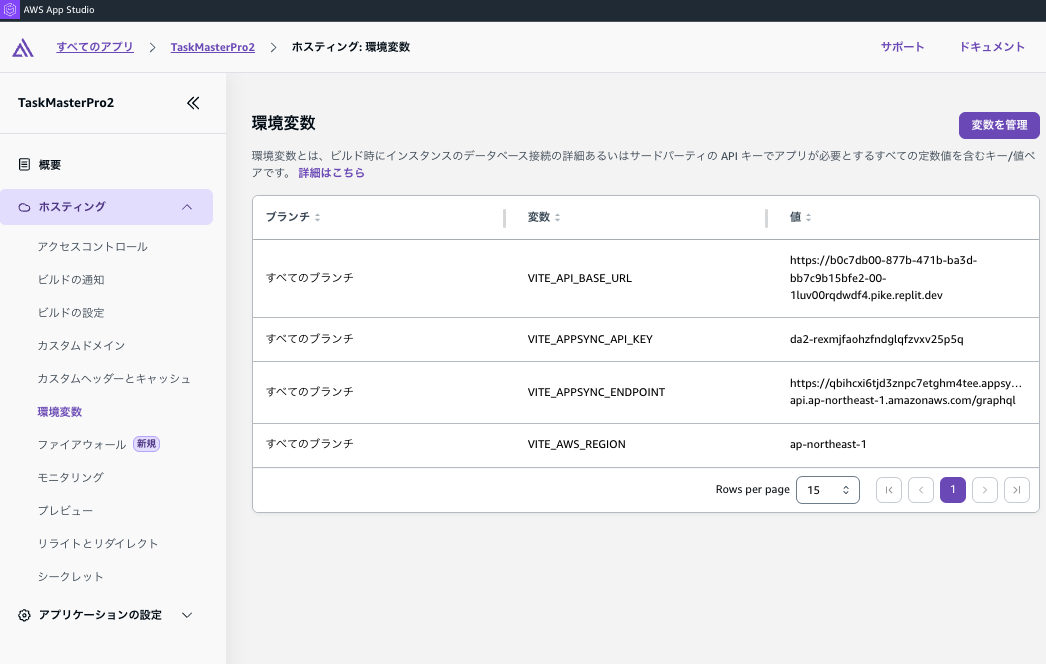 AWS App Studio
すべてのアプリ > TaskMasterPro2 > ホスティング: 環境変数
サポート
ドキュメント
TaskMasterPro2
概要
ホスティング
アクセスコントロール
ビルドの通知
ビルドの設定
カスタムドメイン
カスタムヘッダーとキャッシュ
環境変数
ファイアウォール 新規
モニタリング
プレビュー
リライトとリダイレクト
シークレット
アプリケーションの設定
環境変数
変数を管理
環境変数とは、ビルド時にインスタンスのデータベース接続の詳細あるいはサードパーティの API キーでアプリが必要とするすべての定数値を含むキー/値ペ
アです。 詳細はこちら
ブランチ 変数 値
すべてのブランチ VITE_API_BASE_URL https://b0c7db00-877b-471b-ba3d-
bb7c9b15bfe2-00-
1luv00rqdwdf4.pike.replit.dev
すべてのブランチ VITE_APPSYNC_API_KEY da2-rexmjfaohzfndglqfzvxv25p5q
すべてのブランチ VITE_APPSYNC_ENDPOINT https://qbihcxi6tjd3znpc7etghm4tee.appsy...
api.ap-northeast-1.amazonaws.com/graphql
すべてのブランチ VITE_AWS_REGION ap-northeast-1
Rows per page 15 1